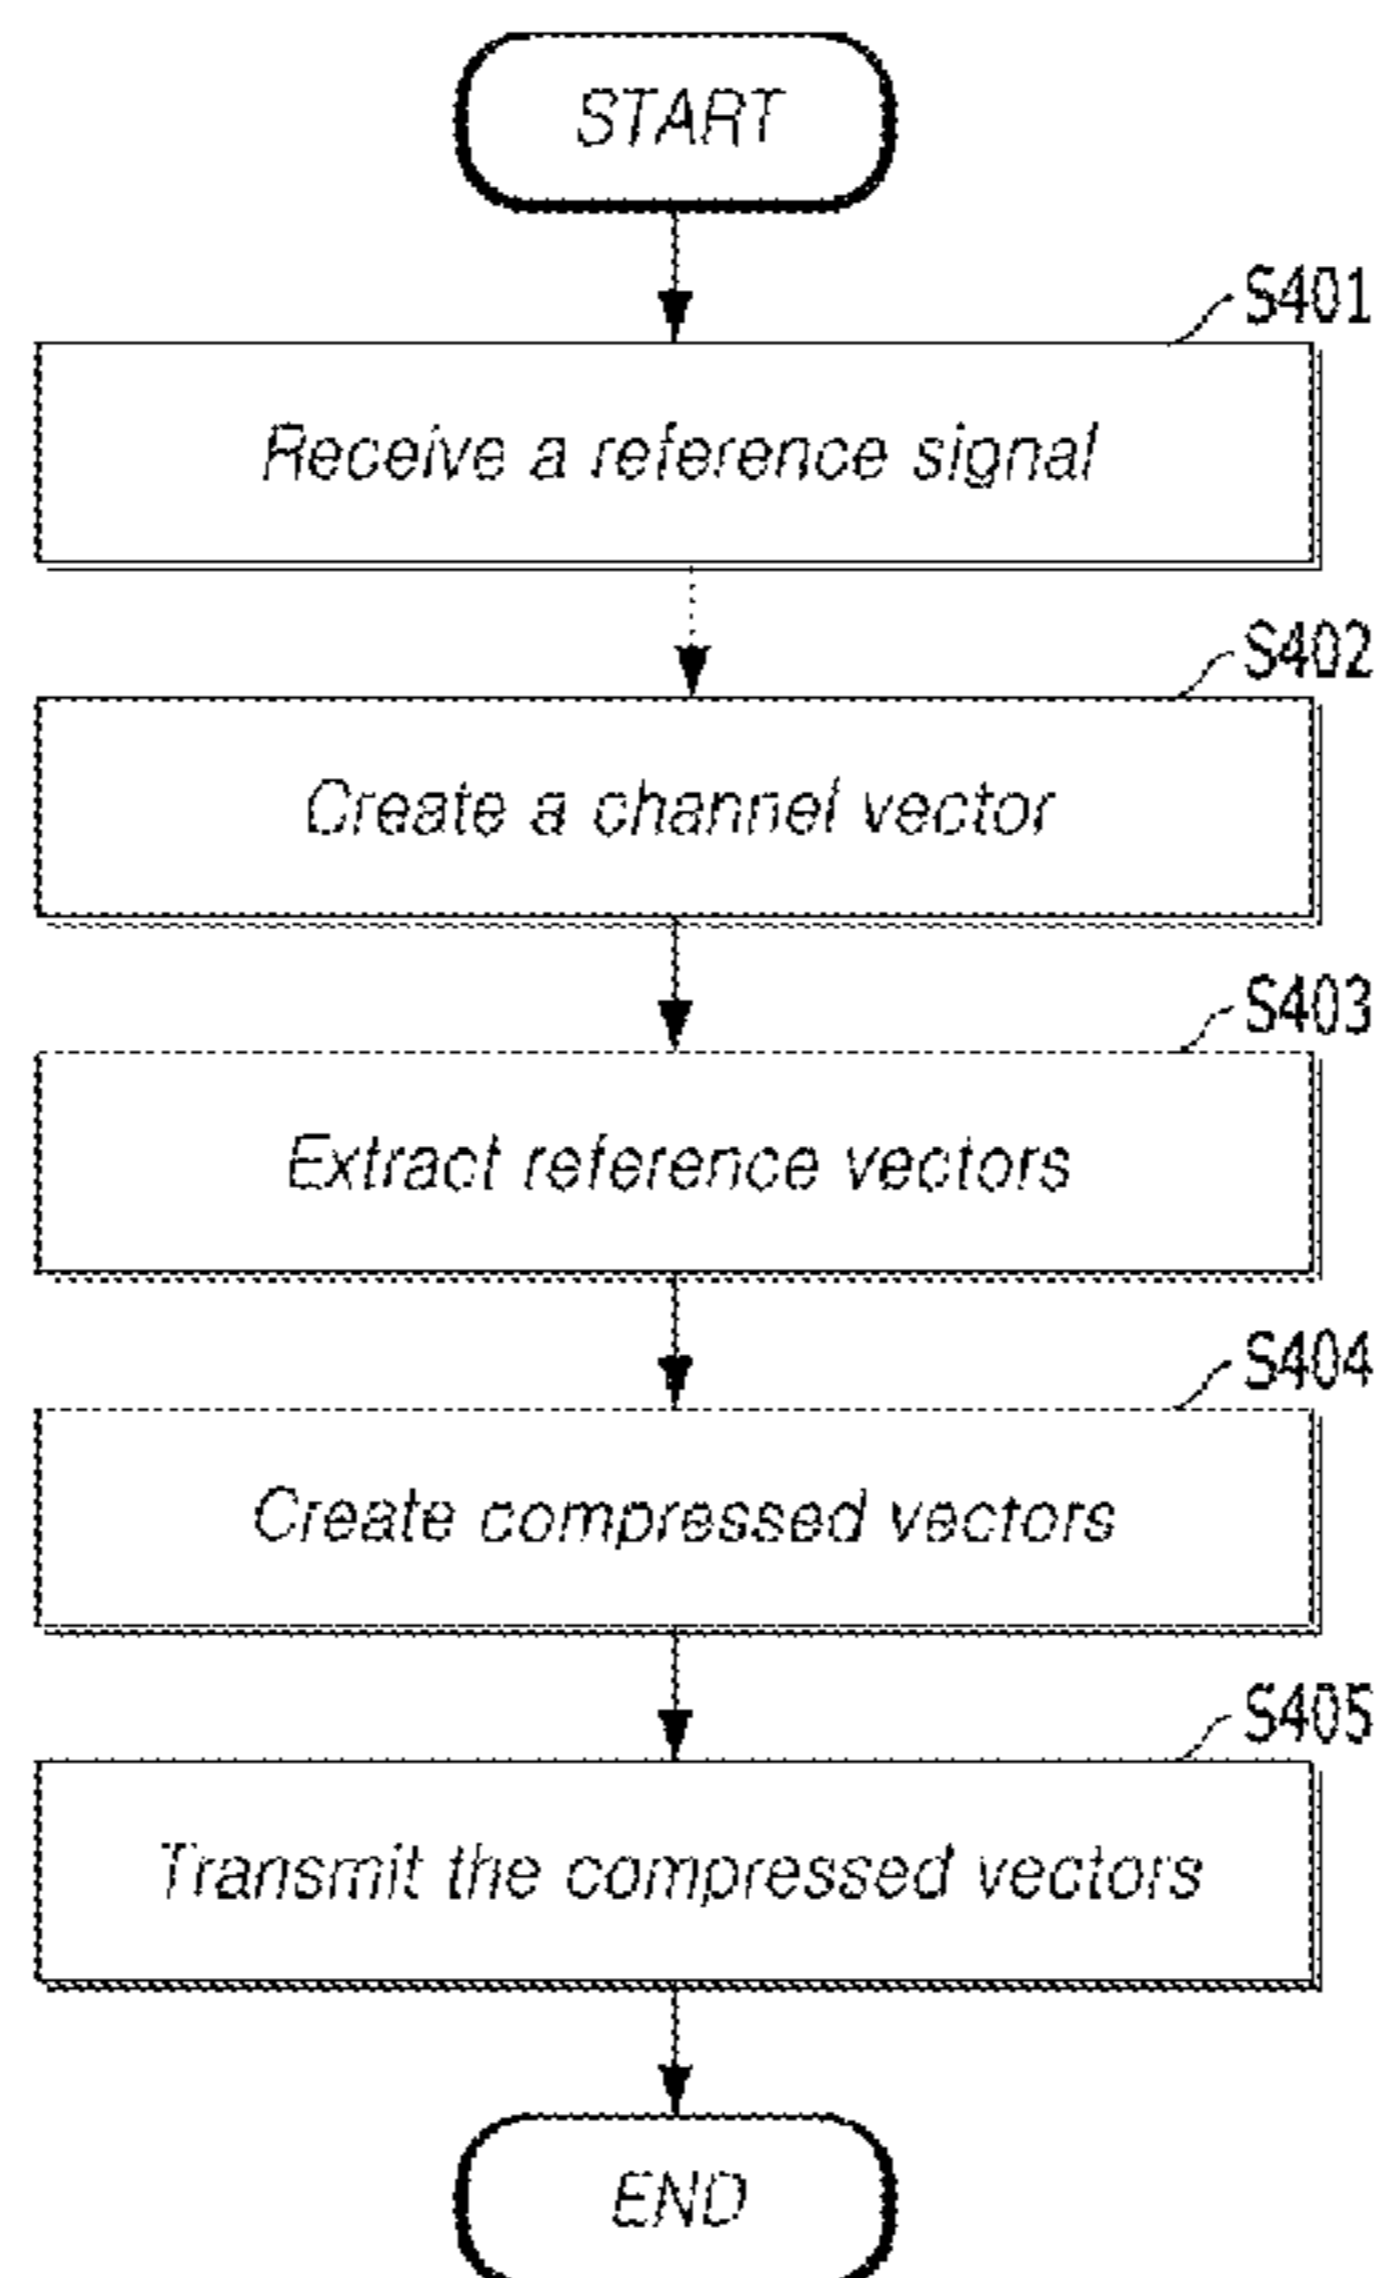 START
S401
Receive a reference signal
S402
Create a channel vector
S403
Extract reference vectors
S404
Create compressed vectors
S405
Transmit the compressed vectors
END